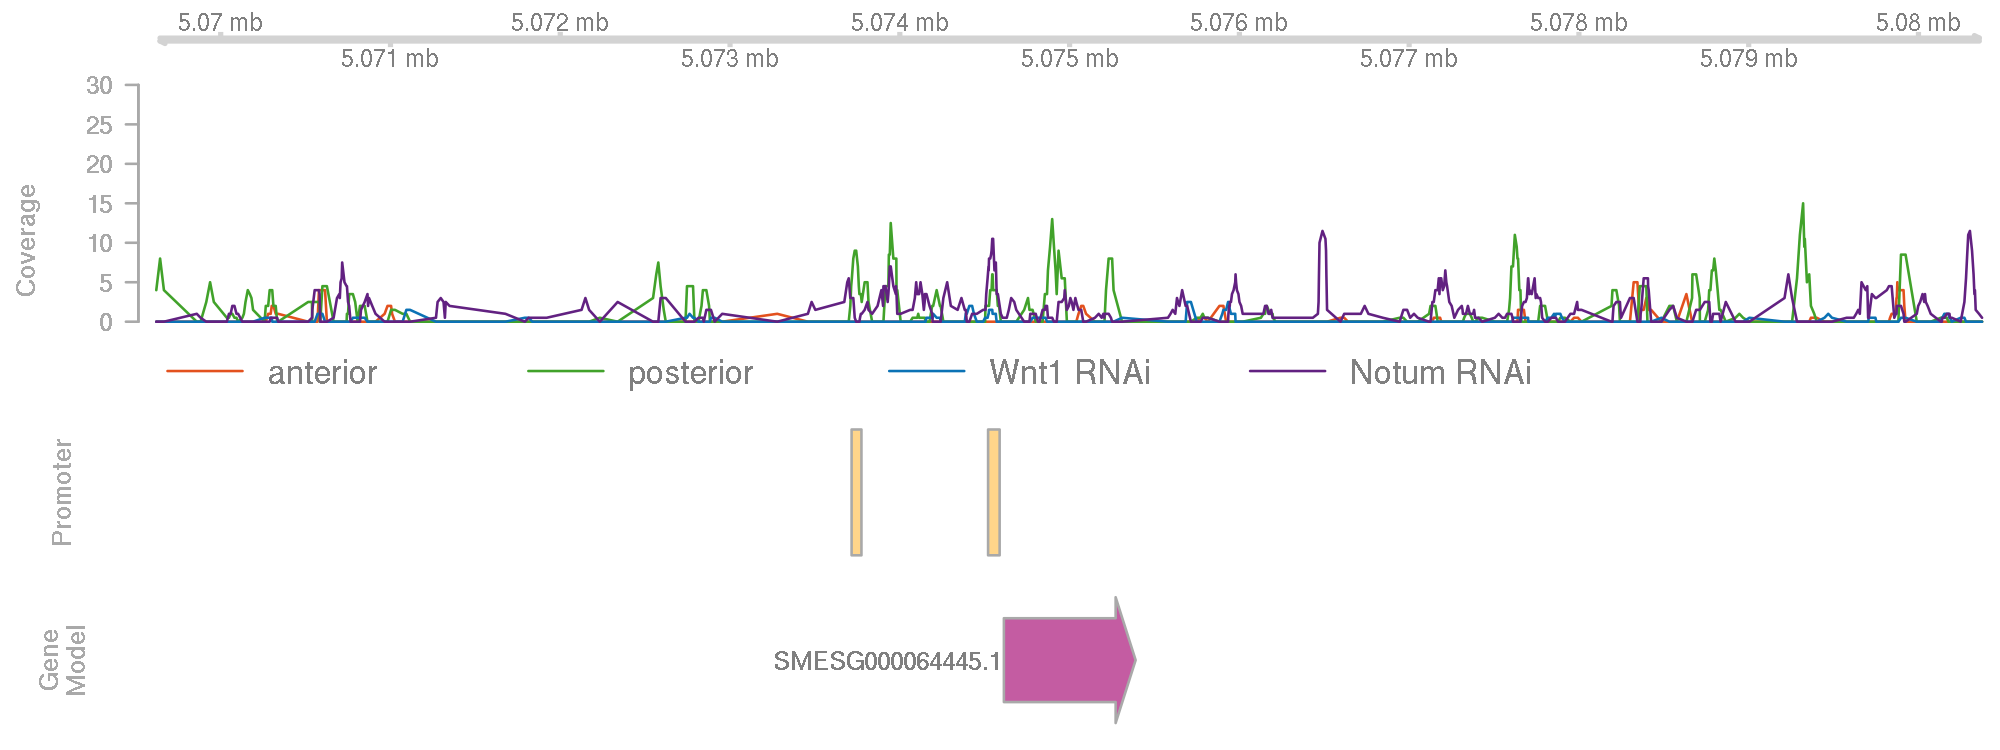 5.07 mb 5.072 mb 5.074 mb 5.076 mb 5.078 mb 5.08 mb
5.071 mb 5.073 mb 5.075 mb 5.077 mb 5.079 mb
30
25
20
15
10
5
0
Coverage
anterior posterior Wnt1 RNAi Notum RNAi
Promoter
Gene
Model
SMESG000064445.1